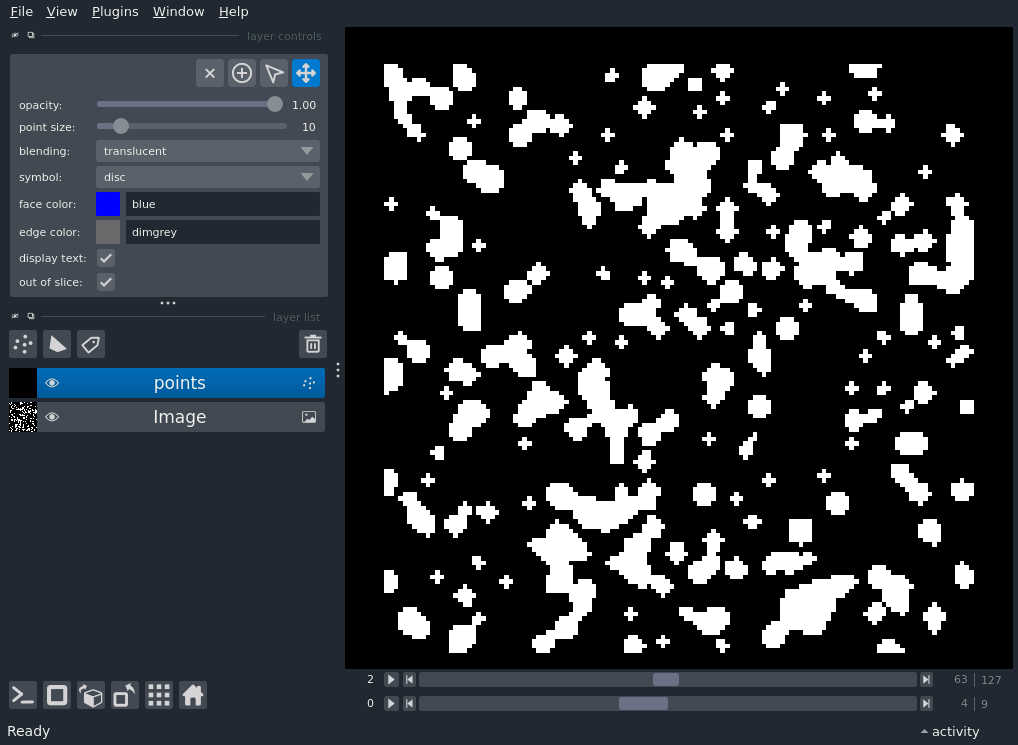 File View Plugins Window Help
layer controls
opacity: 1.00
point size: 10
blending: translucent
symbol: disc
face color: blue
edge color: dimgrey
display text:
out of slice:
layer list
points
Image
2 63 127
0 4 9
Ready activity